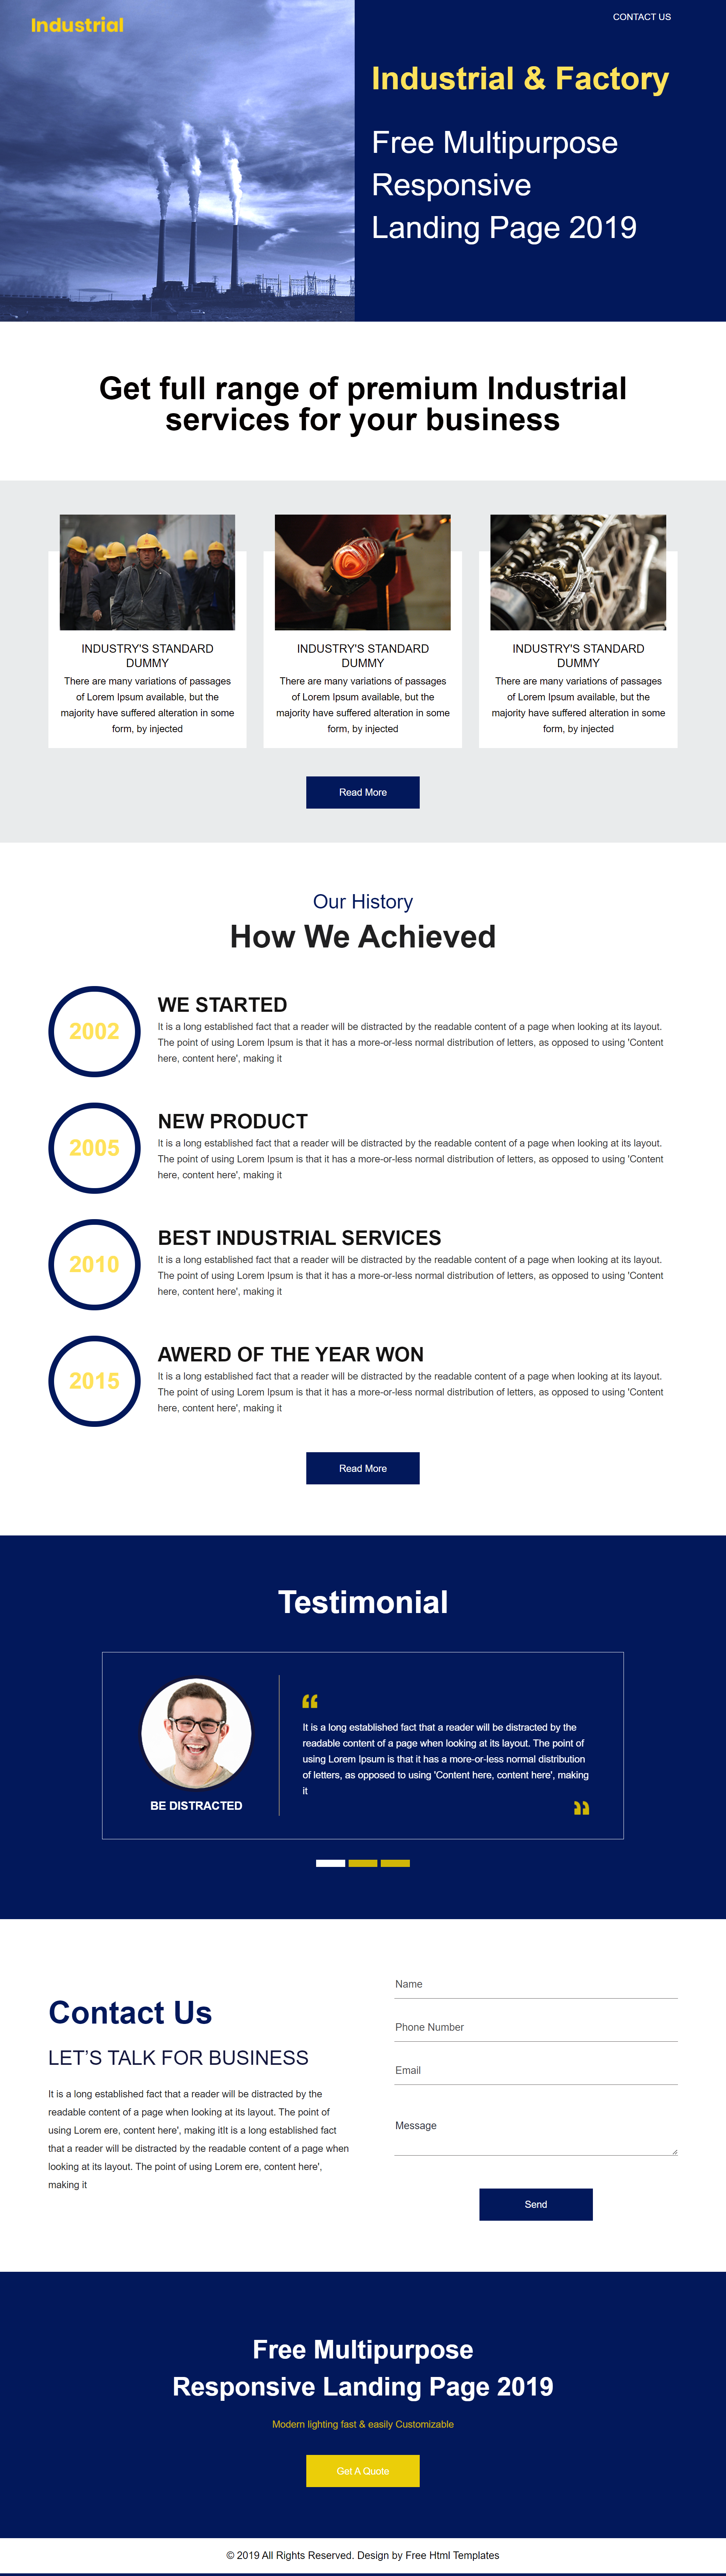 Industrial
CONTACT US
Industrial & Factory
Free Multipurpose
Responsive
Landing Page 2019
Get full range of premium Industrial
services for your business
INDUSTRY'S STANDARD
DUMMY
There are many variations of passages
of Lorem Ipsum available, but the
majority have suffered alteration in some
form, by injected
INDUSTRY'S STANDARD
DUMMY
There are many variations of passages
of Lorem Ipsum available, but the
majority have suffered alteration in some
form, by injected
INDUSTRY'S STANDARD
DUMMY
There are many variations of passages
of Lorem Ipsum available, but the
majority have suffered alteration in some
form, by injected
Read More
Our History
How We Achieved
2002
WE STARTED
It is a long established fact that a reader will be distracted by the readable content of a page when looking at its layout.
The point of using Lorem Ipsum is that it has a more-or-less normal distribution of letters, as opposed to using 'Content
here, content here', making it
2005
NEW PRODUCT
It is a long established fact that a reader will be distracted by the readable content of a page when looking at its layout.
The point of using Lorem Ipsum is that it has a more-or-less normal distribution of letters, as opposed to using 'Content
here, content here', making it
2010
BEST INDUSTRIAL SERVICES
It is a long established fact that a reader will be distracted by the readable content of a page when looking at its layout.
The point of using Lorem Ipsum is that it has a more-or-less normal distribution of letters, as opposed to using 'Content
here, content here', making it
2015
AWERD OF THE YEAR WON
It is a long established fact that a reader will be distracted by the readable content of a page when looking at its layout.
The point of using Lorem Ipsum is that it has a more-or-less normal distribution of letters, as opposed to using 'Content
here, content here', making it
Read More
Testimonial
BE DISTRACTED
It is a long established fact that a reader will be distracted by the
readable content of a page when looking at its layout. The point of
using Lorem Ipsum is that it has a more-or-less normal distribution
of letters, as opposed to using 'Content here, content here', making
it
Contact Us
LET'S TALK FOR BUSINESS
It is a long established fact that a reader will be distracted by the
readable content of a page when looking at its layout. The point of
using Lorem ere, content here', making itIt is a long established fact
that a reader will be distracted by the readable content of a page when
looking at its layout. The point of using Lorem ere, content here',
making it
Name
Phone Number
Email
Message
Send
Free Multipurpose
Responsive Landing Page 2019
Modern lighting fast & easily Customizable
Get A Quote
© 2019 All Rights Reserved. Design by Free Html Templates